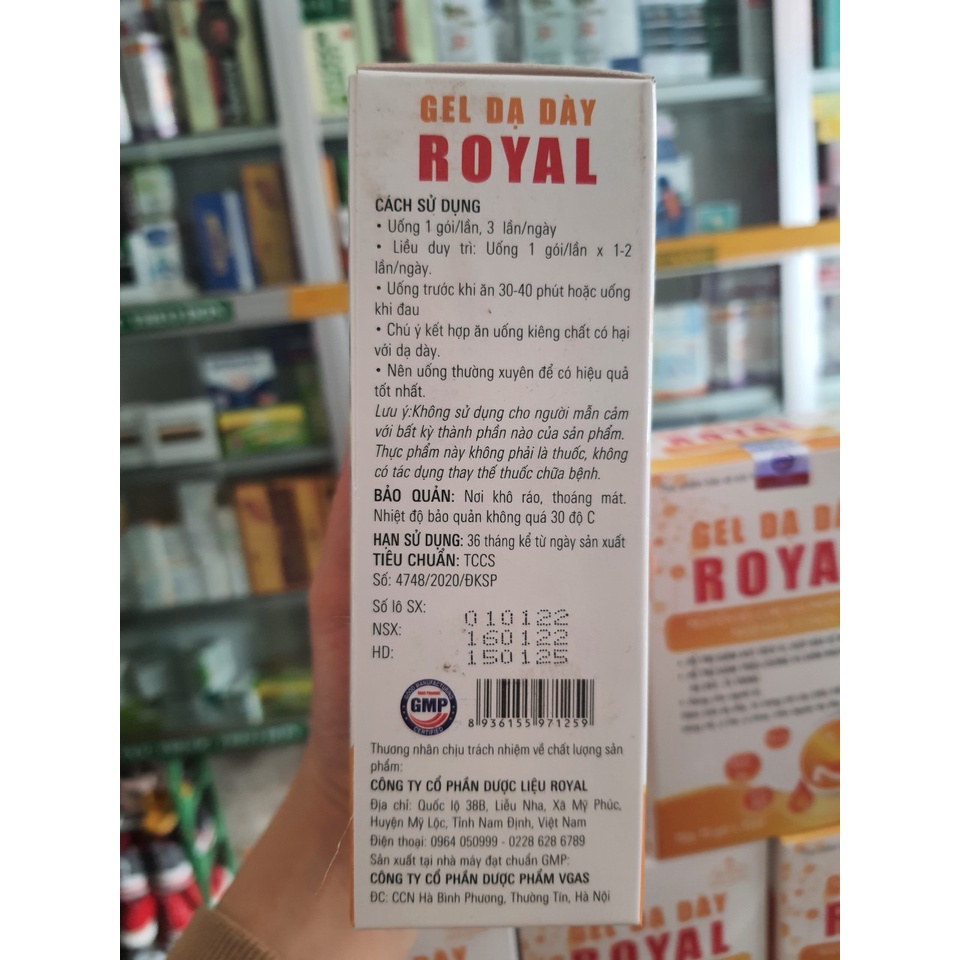 GEL DẠ DÀY
ROYAL
CÁCH SỬ DỤNG
• Uống 1 gói/lần, 3 lần/ngày
• Liều duy trì: Uống 1 gói/lần x 1-2
lần/ngày.
• Uống trước khi ăn 30-40 phút hoặc uống
khi đau
• Chú ý kết hợp ăn uống kiêng chất có hại
với dạ dày.
• Nên uống thường xuyên để có hiệu quả
tốt nhất.
Lưu ý:Không sử dụng cho người mẫn cảm
với bất kỳ thành phần nào của sản phẩm.
Thực phẩm này không phải là thuốc, không
có tác dụng thay thế thuốc chữa bệnh.
BẢO QUẢN: Nơi khô ráo, thoáng mát.
Nhiệt độ bảo quản không quá 30 độ C
HẠN SỬ DỤNG: 36 tháng kể từ ngày sản xuất
TIÊU CHUẨN: TCCS
Số: 4748/2020/ĐKSP
Số lô SX: 010122
NSX: 160122
HD: 150125
GOOD MANUFACTURING
GMP
CERTIFIED
8 936155 971259
Thương nhân chịu trách nhiệm về chất lượng sản
phẩm:
CÔNG TY CỔ PHẦN DƯỢC LIỆU ROYAL
Địa chỉ: Quốc lộ 38B, Liễu Nha, Xã Mỹ Phúc,
Huyện Mỹ Lộc, Tỉnh Nam Định, Việt Nam
Điện thoại: 0964 050999 - 0228 628 6789
Sản xuất tại nhà máy đạt chuẩn GMP:
CÔNG TY CỔ PHẦN DƯỢC PHẨM VGAS
ĐC: CCN Hà Bình Phương, Thường Tín, Hà Nội
GEL DẠ DÀ
ROYA
GEL DẠ DÀY
ROYAL
GEL DẠ
ROY